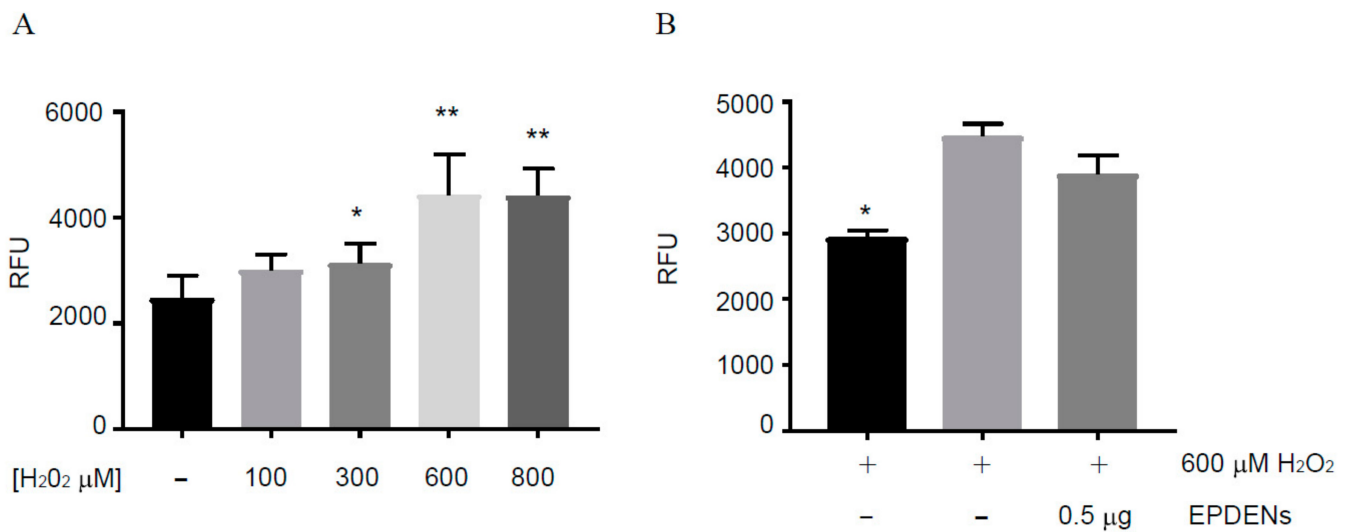 A
B
6000
4000
2000
0
RFU
** **
*
[H₂0₂ μM] – 100 300 600 800
5000
4000
3000
2000
1000
0
RFU
*
+ + + 600 μM H₂O₂
– – 0.5 μg EPDENs